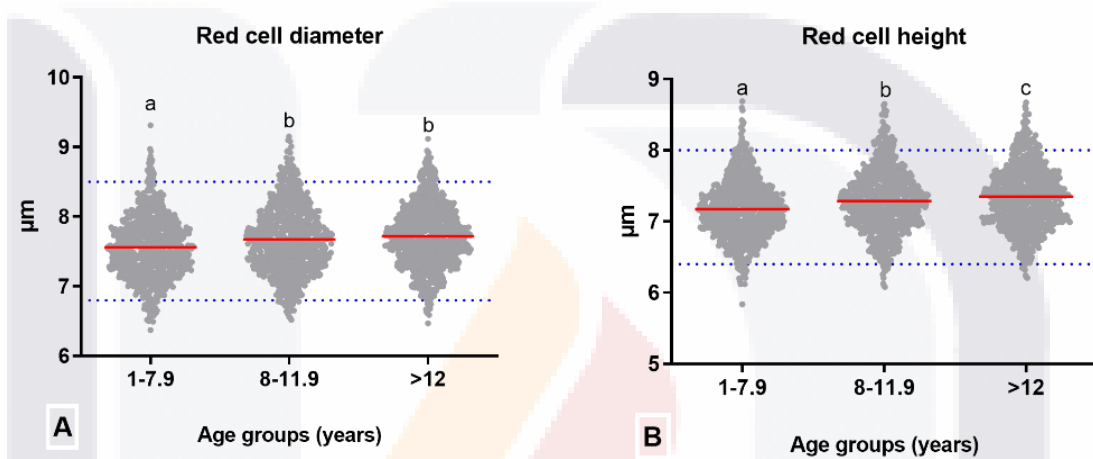 Red cell diameter
10
9
8
7
6
µm
a
b
b
1-7.9
8-11.9
>12
A
Age groups (years)
Red cell height
9
8
7
6
5
µm
a
b
c
1-7.9
8-11.9
>12
B
Age groups (years)